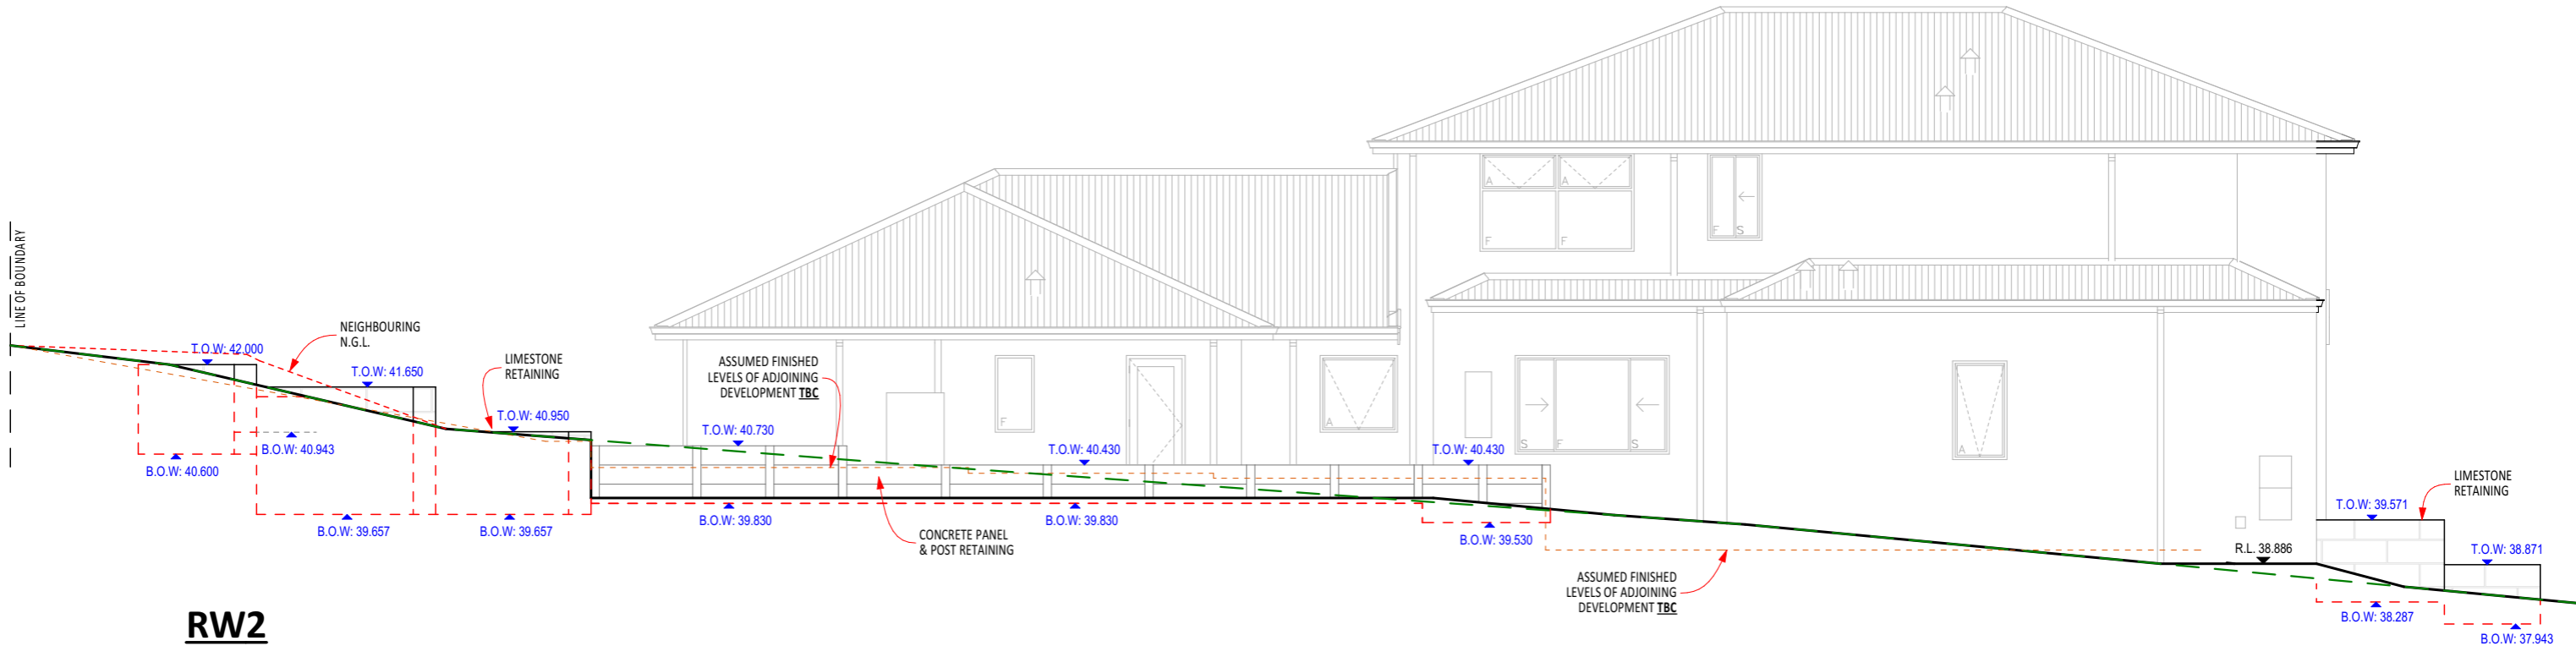 LINE OF BOUNDARY
NEIGHBOURING
N.G.L.
T.O.W: 42.000
T.O.W: 41.650
LIMESTONE
RETAINING
T.O.W: 40.950
B.O.W: 40.943
B.O.W: 40.600
B.O.W: 39.657
B.O.W: 39.657
ASSUMED FINISHED
LEVELS OF ADJOINING
DEVELOPMENT TBC
T.O.W: 40.730
T.O.W: 40.430
T.O.W: 40.430
B.O.W: 39.830
B.O.W: 39.830
B.O.W: 39.530
CONCRETE PANEL
& POST RETAINING
F
A
A
A
F
F
F S
S F S
A
ASSUMED FINISHED
LEVELS OF ADJOINING
DEVELOPMENT TBC
R.L. 38.886
T.O.W: 39.571
LIMESTONE
RETAINING
T.O.W: 38.871
B.O.W: 38.287
B.O.W: 37.943
RW2